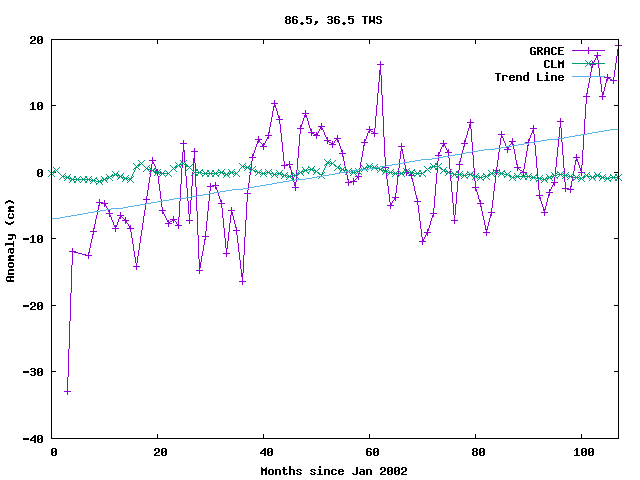 86.5, 36.5 TWS
GRACE
CLM
Trend Line
20
10
0
-10
-20
-30
-40
Anomaly (cm)
0 20 40 60 80 100
Months since Jan 2002